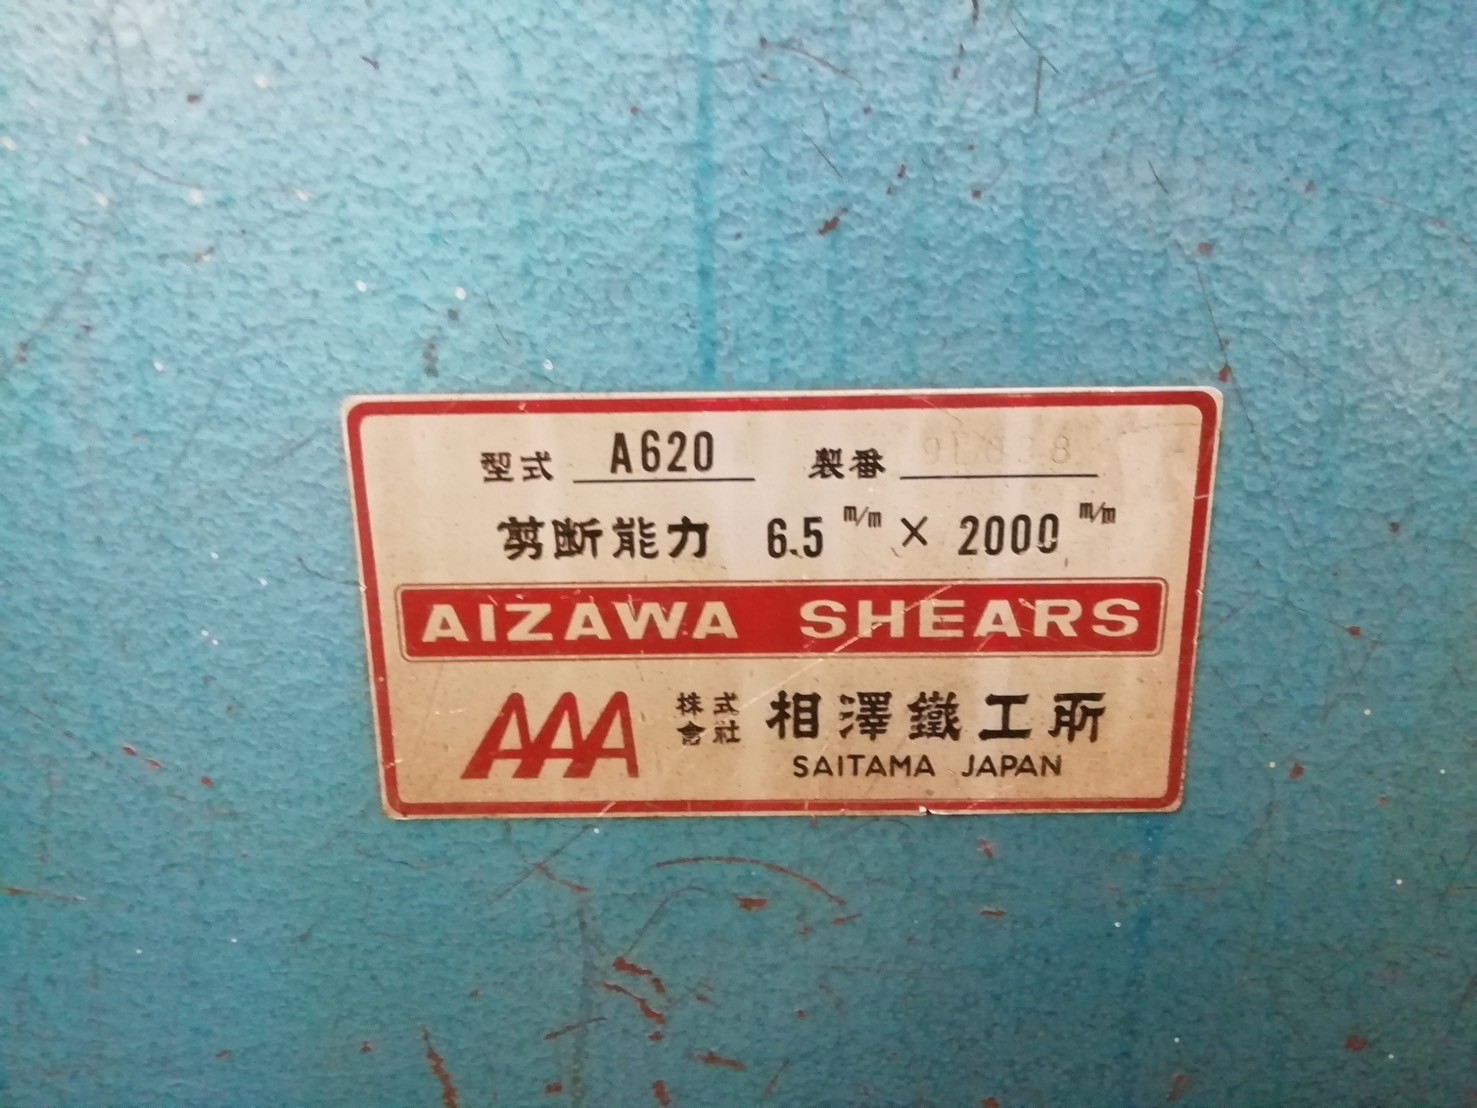 型式 A620 製番
剪断能力 6.5 m/m × 2000 m/m
AIZAWA SHEARS
AAA 株式會社 相澤鐵工所
SAITAMA JAPAN